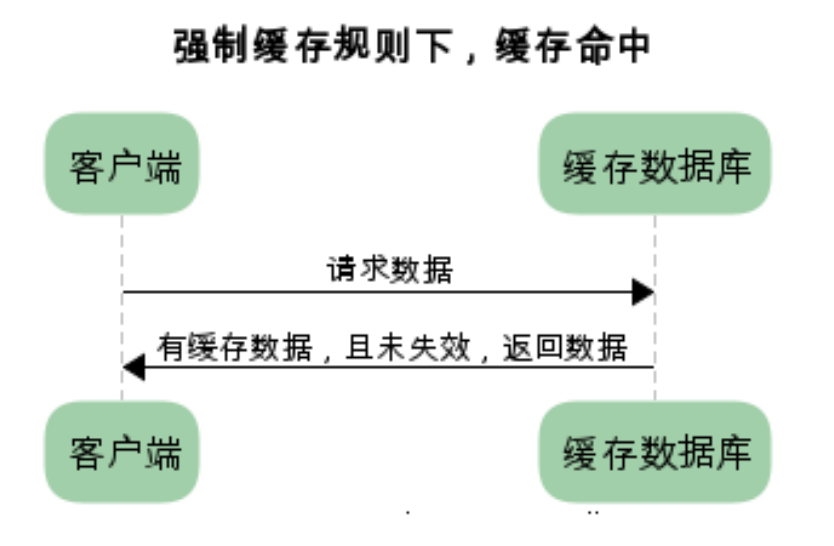 强制缓存规则下，缓存命中
客户端
缓存数据库
请求数据
有缓存数据，且未失效，返回数据
客户端
缓存数据库